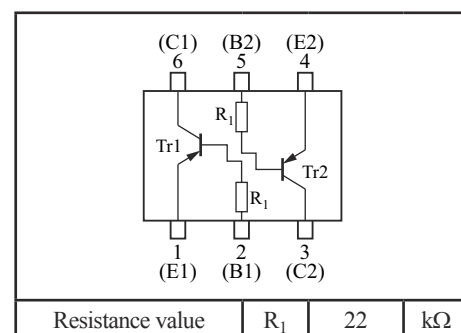 (C1) (B2) (E2)
6 5 4
R₁
Tr1 Tr2
R₁
1 2 3
(E1) (B1) (C2)
Resistance value R₁ 22 kΩ